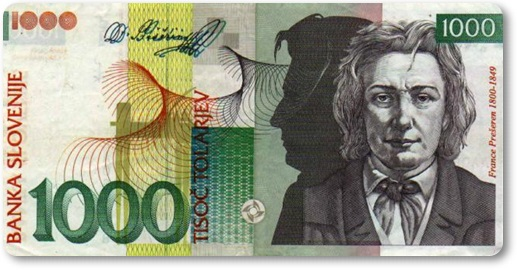 1000
BANKA SLOVENIJE
1000
TISOČ TOLARJEV
1000
France Prešeren 1800-1849